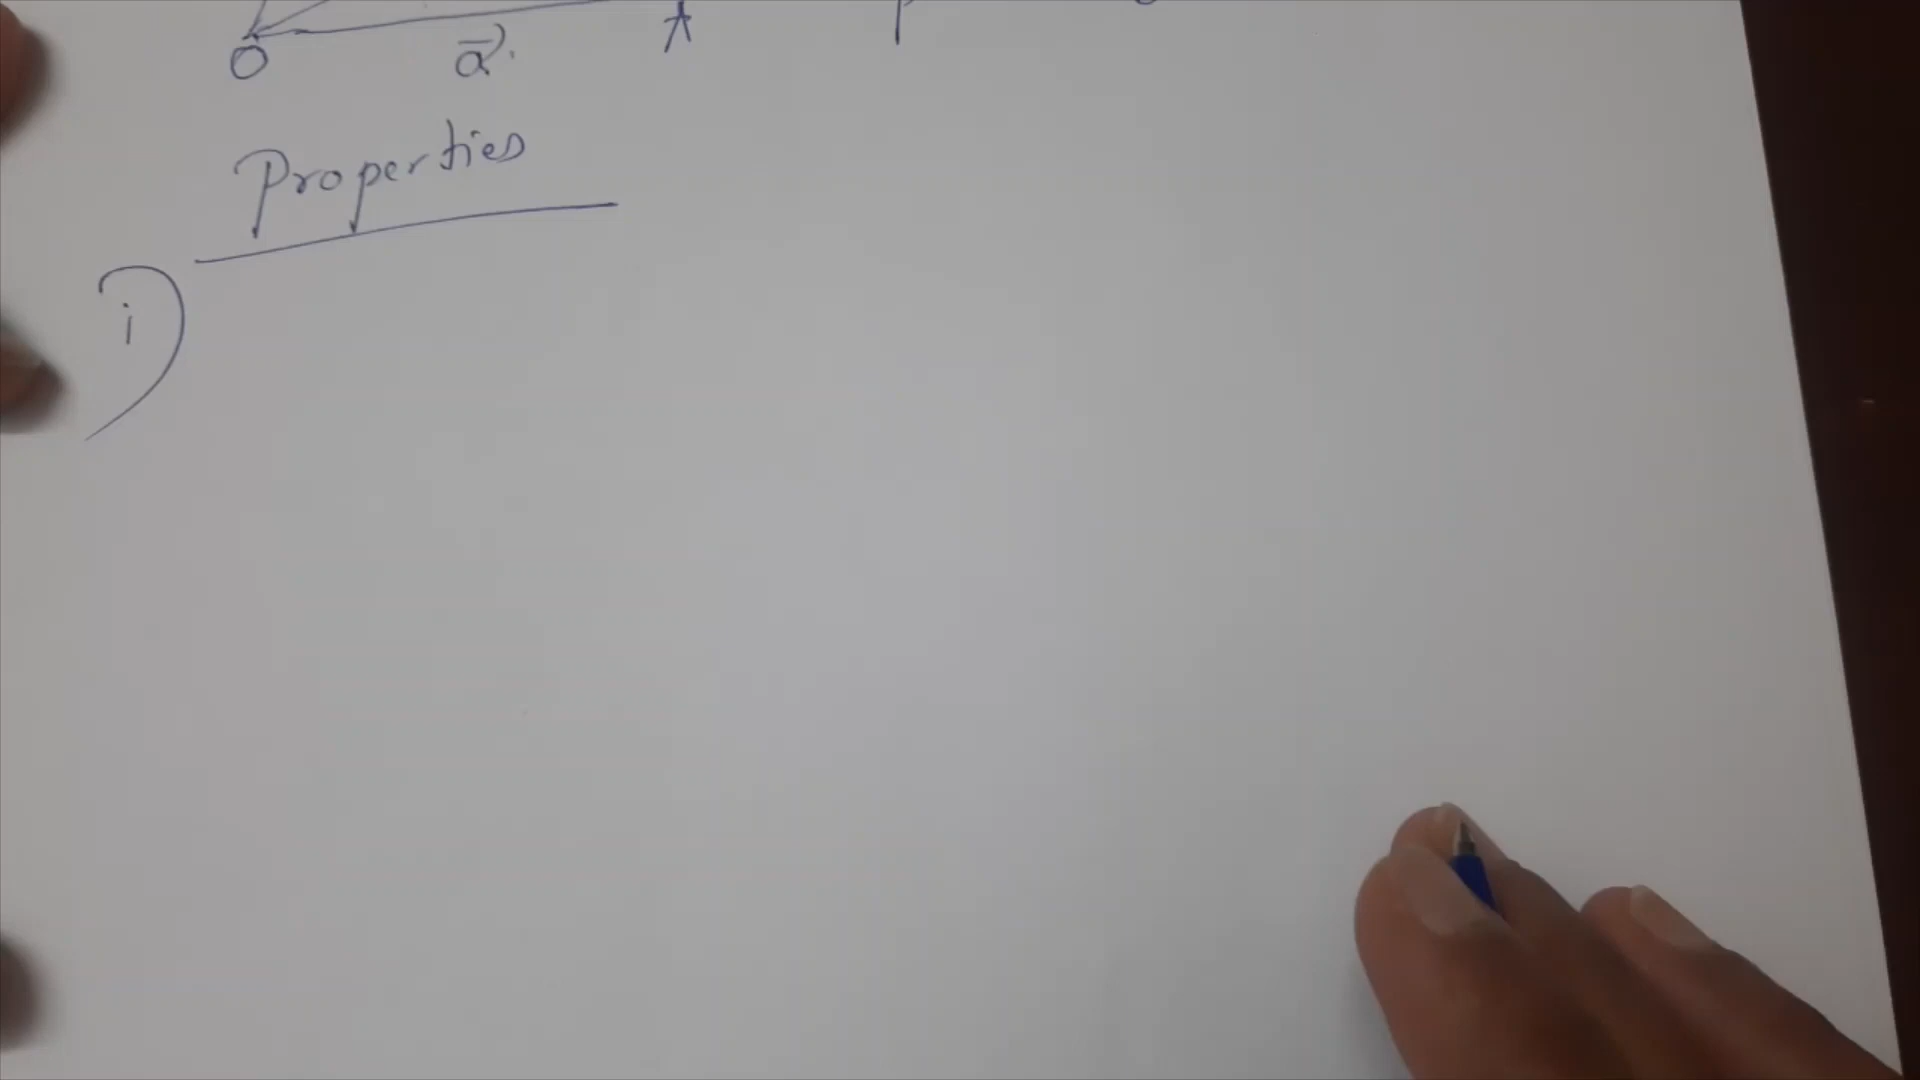 O a⃗. A
Properties
i)